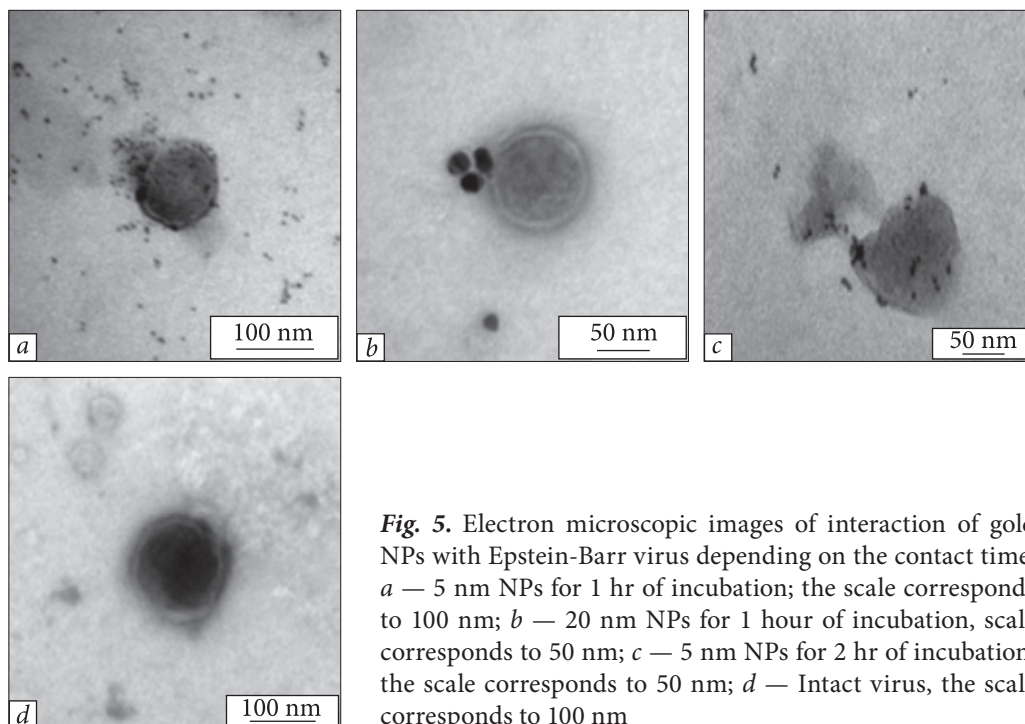 100 nm
a
50 nm
b
50 nm
c
100 nm
d
Fig. 5. Electron microscopic images of interaction of gol
NPs with Epstein-Barr virus depending on the contact time
a — 5 nm NPs for 1 hr of incubation; the scale correspond
to 100 nm; b — 20 nm NPs for 1 hour of incubation, scal
corresponds to 50 nm; c — 5 nm NPs for 2 hr of incubation
the scale corresponds to 50 nm; d — Intact virus, the scal
corresponds to 100 nm